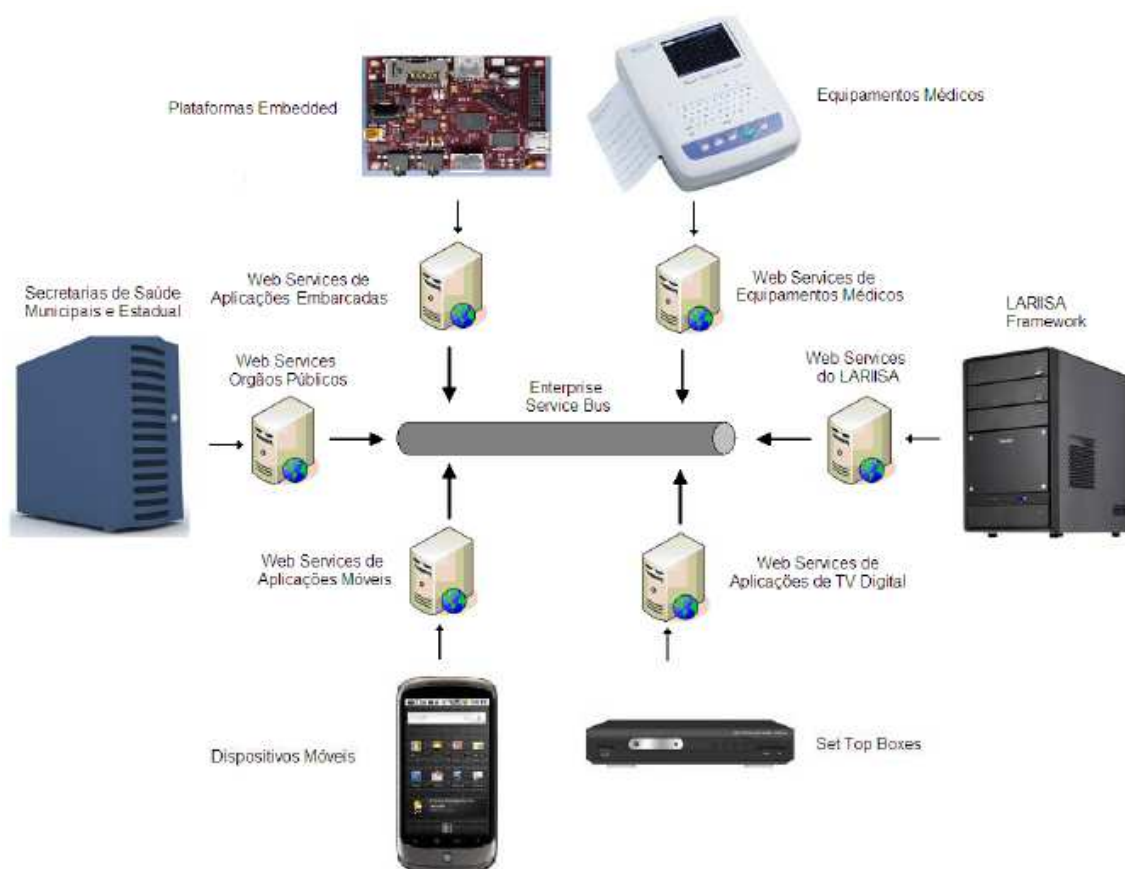 Plataformas Embedded
Equipamentos Médicos
Web Services de
Aplicações Embarcadas
Web Services de
Equipamentos Médicos
Secretarias de Saúde
Municipais e Estadual
LARIISA
Framework
Web Services
Orgãos Públicos
Web Services
do LARIISA
Enterprise
Service Bus
Web Services de
Aplicações Móveis
Web Services de
Aplicações de TV Digital
Dispositivos Móveis
Set Top Boxes